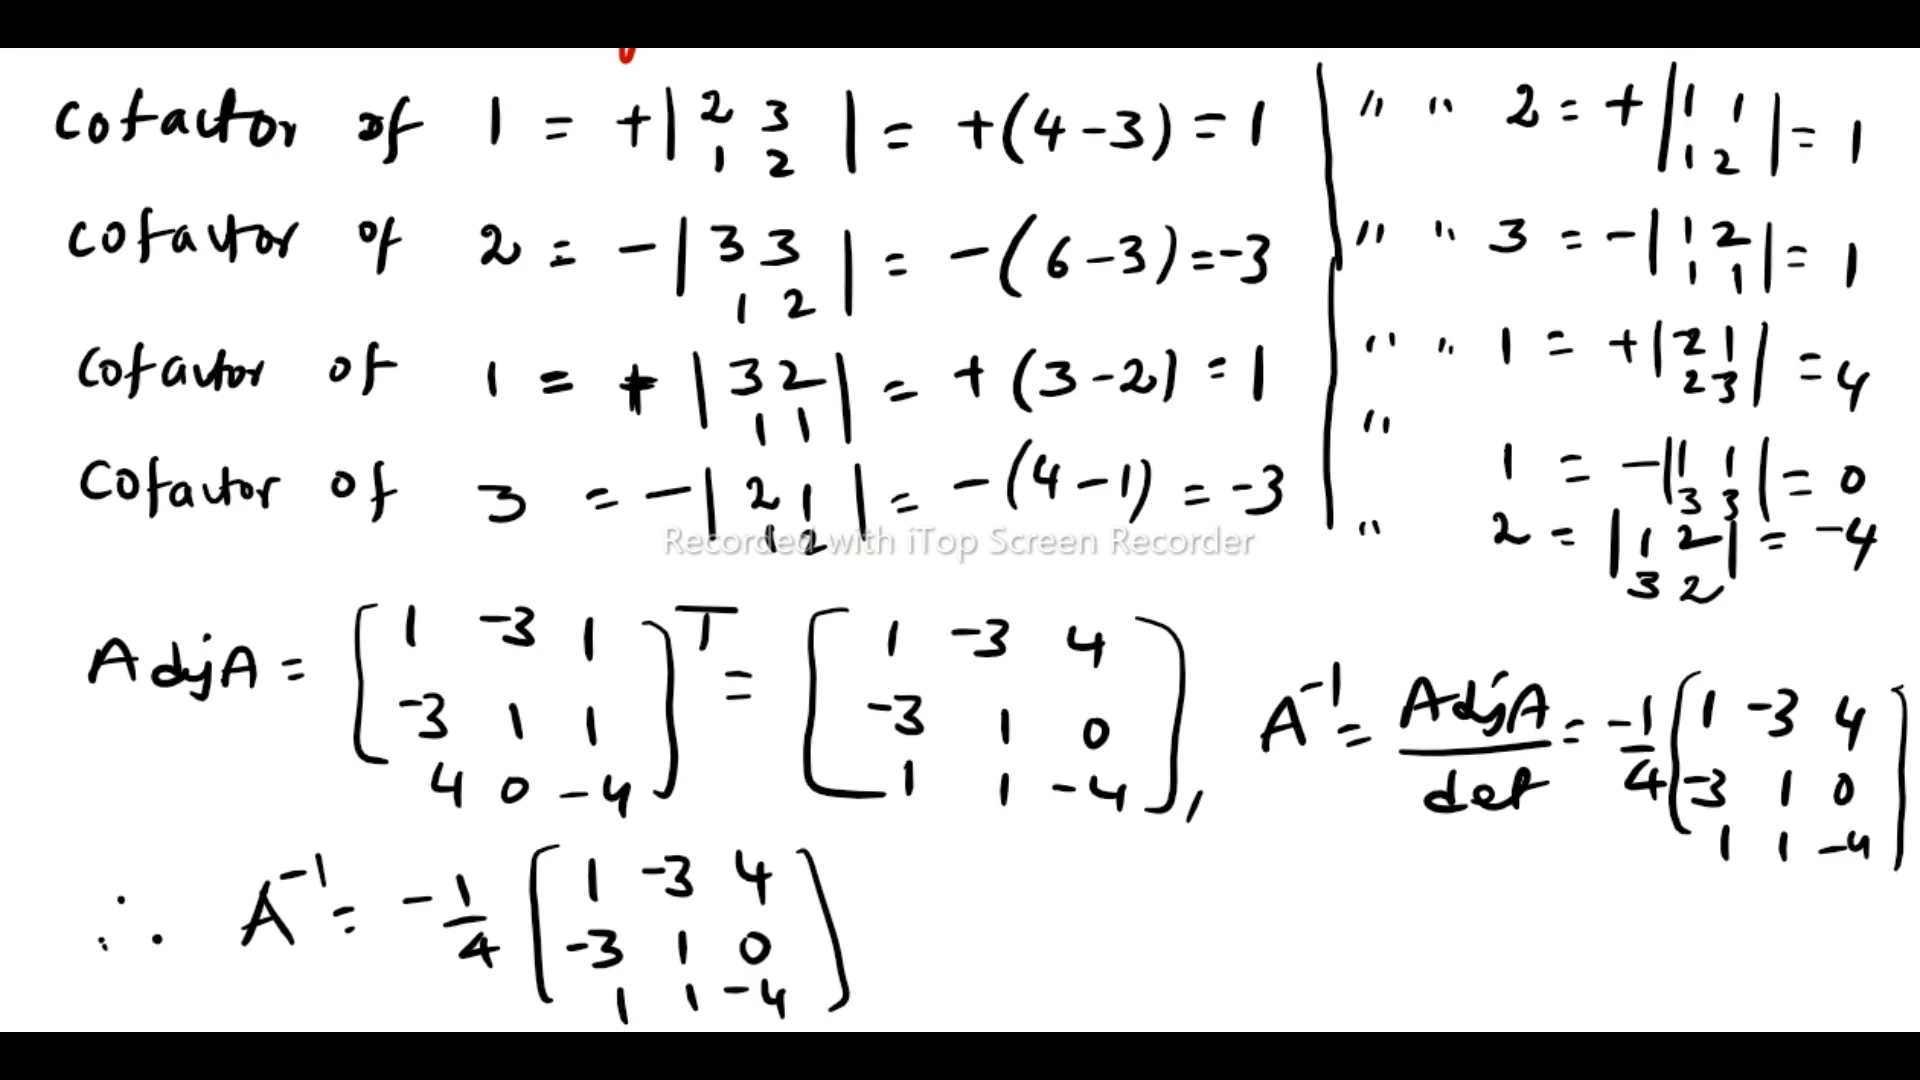 Cofactor of 1 = +| 2 3 | = +(4-3) = 1
1 2
Cofactor of 2 = -| 3 3 | = -(6-3) = -3
1 2
Cofactor of 1 = +| 3 2 | = +(3-2) = 1
1 1
Cofactor of 3 = -| 2 1 | = -(4-1) = -3
1 2
" " 2 = +| 1 1 | = 1
1 2
" " 3 = -| 1 2 | = 1
1 1
" " 1 = +| 2 1 | = 4
2 3
" 1 = -| 1 1 | = 0
3 3
" 2 = | 1 2 | = -4
3 2
Recorded with iTop Screen Recorder
AdjA = [ 1 -3 1 ]ᵀ = [ 1 -3 4 ],
-3 1 1
4 0 -4
-3 1 0
1 1 -4
A⁻¹ = AdjA/det = -1/4 [ 1 -3 4 ]
-3 1 0
1 1 -4
∴ A⁻¹ = -1/4 [ 1 -3 4 ]
-3 1 0
1 1 -4